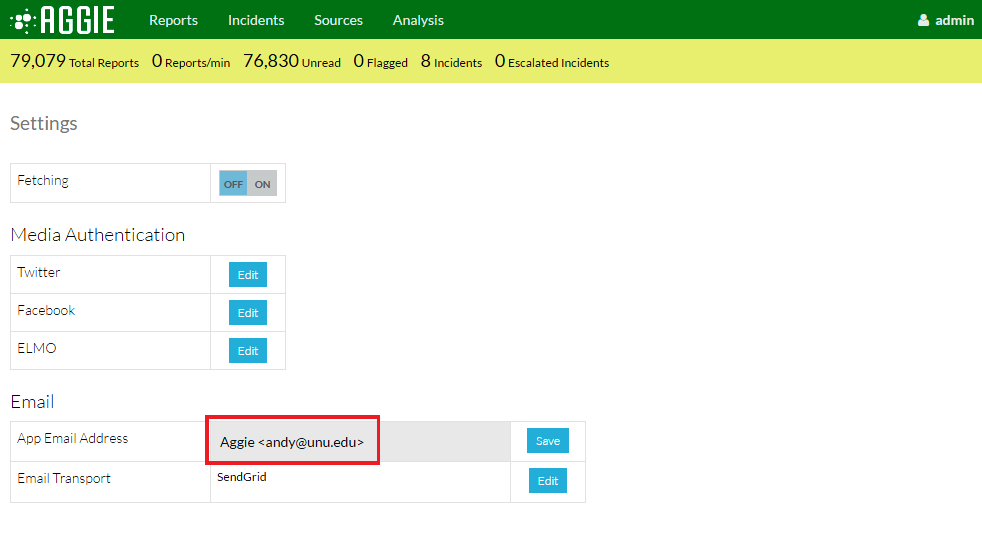 AGGIE Reports Incidents Sources Analysis admin
79,079 Total Reports 0 Reports/min 76,830 Unread 0 Flagged 8 Incidents 0 Escalated Incidents
Settings
Fetching OFF ON
Media Authentication
Twitter Edit
Facebook Edit
ELMO Edit
Email
App Email Address Aggie <andy@unu.edu> Save
Email Transport SendGrid Edit